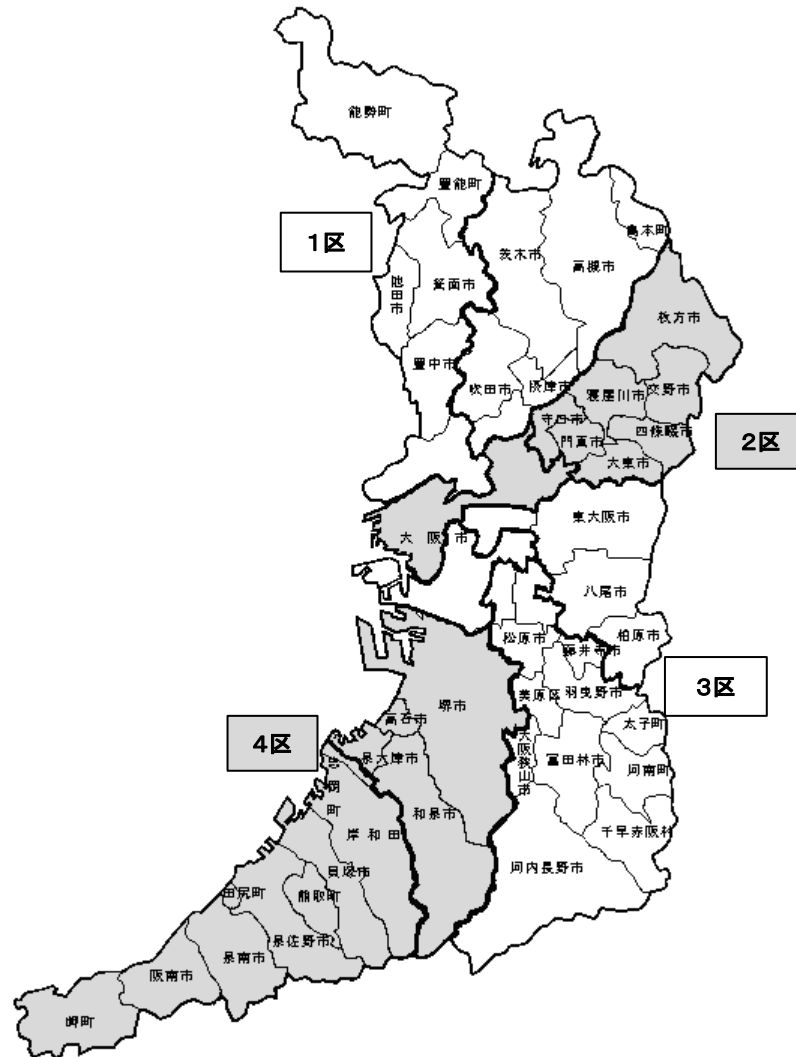 能勢町
豊能町
1区
池田市
箕面市
茨木市
高槻市
島本町
豊中市
吹田市
摂津市
枚方市
寝屋川市
交野市
守口市
門真市
四條畷市
大東市
2区
大阪市
東大阪市
八尾市
柏原市
松原市
藤井寺市
美原区
羽曳野市
3区
太子町
大阪狭山市
富田林市
河南町
千早赤阪村
河内長野市
堺市
高石市
4区
泉大津市
忠岡町
和泉市
岸和田
貝塚市
熊取町
田尻町
泉佐野市
泉南市
阪南市
岬町